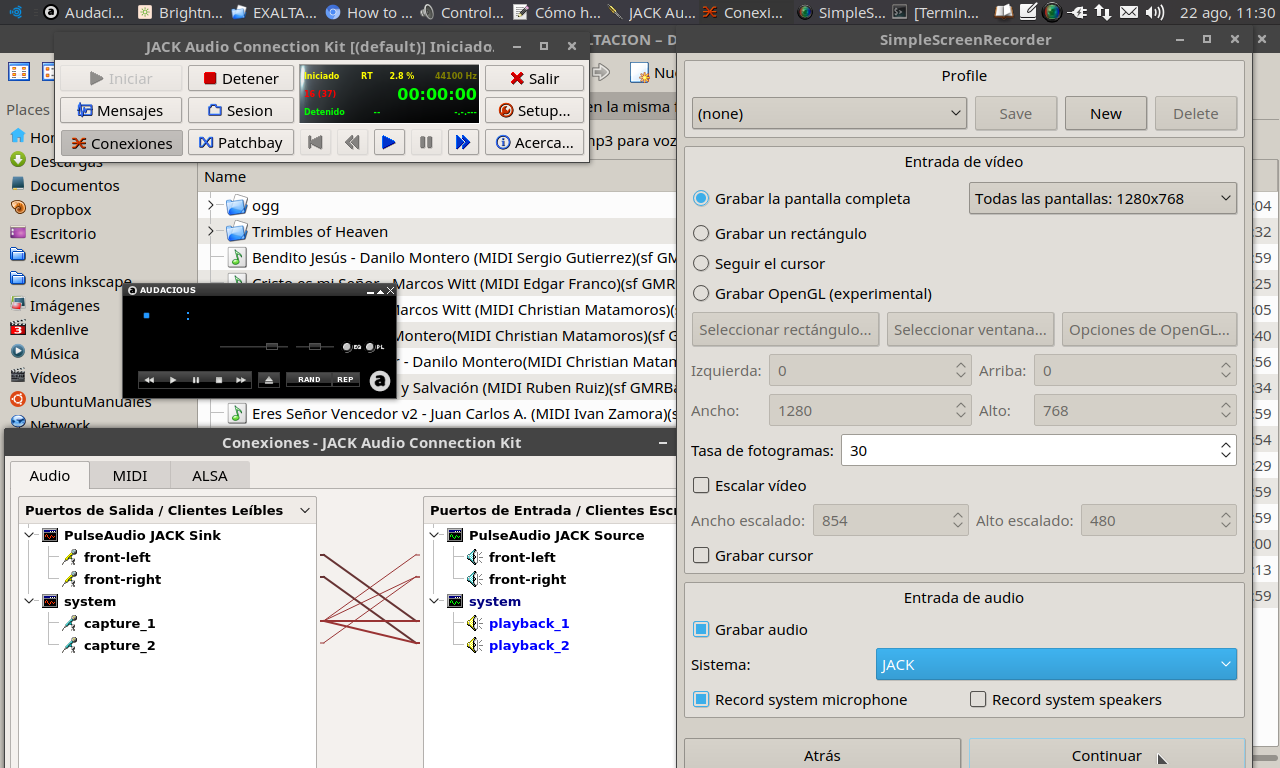 Audaci...
Brightn...
EXALTA...
How to ...
Control...
Cómo h...
JACK Au...
Conexi...
SimpleS...
[Termin...
22 ago, 11:30
JACK Audio Connection Kit [(default)] Iniciado.
Iniciar
Detener
Iniciado RT 2.8 % 44100 Hz
00:00:00
Detenido -- -.-.---
Salir
Mensajes
Sesion
Setup...
Conexiones
Patchbay
Acerca...
LTACION – D
Places
Descargas
Documentos
Dropbox
Escritorio
.icewm
icons inkscape
Imágenes
kdenlive
Música
Vídeos
UbuntuManuales
Network
en la misma
mp3 para voz
Name
ogg
Trimbles of Heaven
Bendito Jesús - Danilo Montero (MIDI Sergio Gutierrez)(sf GM
Cristo es mi Señor - Marcos Witt (MIDI Edgar Franco)(sf GMR
Marcos Witt (MIDI Christian Matamoros)(
Montero(MIDI Christian Matamoros)(
r - Danilo Montero(MIDI Christian Matam
y Salvación (MIDI Ruben Ruiz)(sf GMRBa
Eres Señor Vencedor v2 - Juan Carlos A. (MIDI Ivan Zamora)(s
AUDACIOUS
:
EQ PL
RAND REP
Conexiones - JACK Audio Connection Kit
Audio
MIDI
ALSA
Puertos de Salida / Clientes Leíbles
PulseAudio JACK Sink
front-left
front-right
system
capture_1
capture_2
Puertos de Entrada / Clientes Escr
PulseAudio JACK Source
front-left
front-right
system
playback_1
playback_2
SimpleScreenRecorder
Profile
(none)
Save
New
Delete
Entrada de vídeo
Grabar la pantalla completa
Todas las pantallas: 1280x768
Grabar un rectángulo
Seguir el cursor
Grabar OpenGL (experimental)
Seleccionar rectángulo...
Seleccionar ventana...
Opciones de OpenGL...
Izquierda: 0
Arriba: 0
Ancho: 1280
Alto: 768
Tasa de fotogramas: 30
Escalar vídeo
Ancho escalado: 854
Alto escalado: 480
Grabar cursor
Entrada de audio
Grabar audio
Sistema: JACK
Record system microphone
Record system speakers
Atrás
Continuar
:04
:32
:59
:25
:05
:06
:56
:34
:59
:54
:29
:59
:59
:00
:13
:59